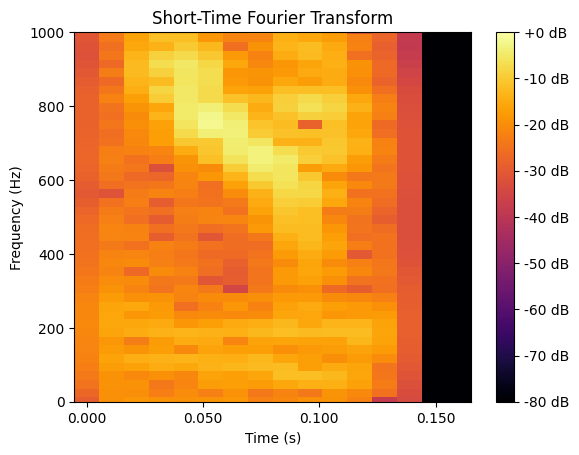 Short-Time Fourier Transform
1000
800
600
400
200
0
Frequency (Hz)
0.000
0.050
0.100
0.150
Time (s)
+0 dB
-10 dB
-20 dB
-30 dB
-40 dB
-50 dB
-60 dB
-70 dB
-80 dB